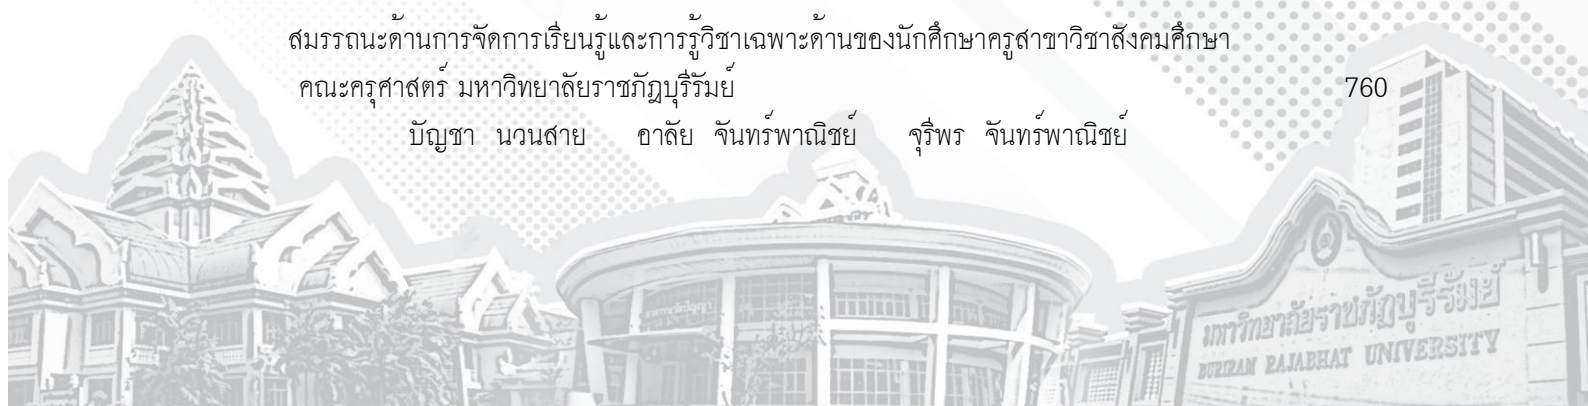 สมรรถนะด้านการจัดการเรียนรู้และการรู้วิชาเฉพาะด้านของนักศึกษาครูสาขาวิชาสังคมศึกษา
คณะครุศาสตร์ มหาวิทยาลัยราชภัฏบุรีรัมย์ 760
บัญชา นวนสาย อาลัย จันทร์พาณิชย์ จุรีพร จันทร์พาณิชย์
มหาวิทยาลัยราชภัฏบุรีรัมย์
BURIRAM RAJABHAT UNIVERSITY